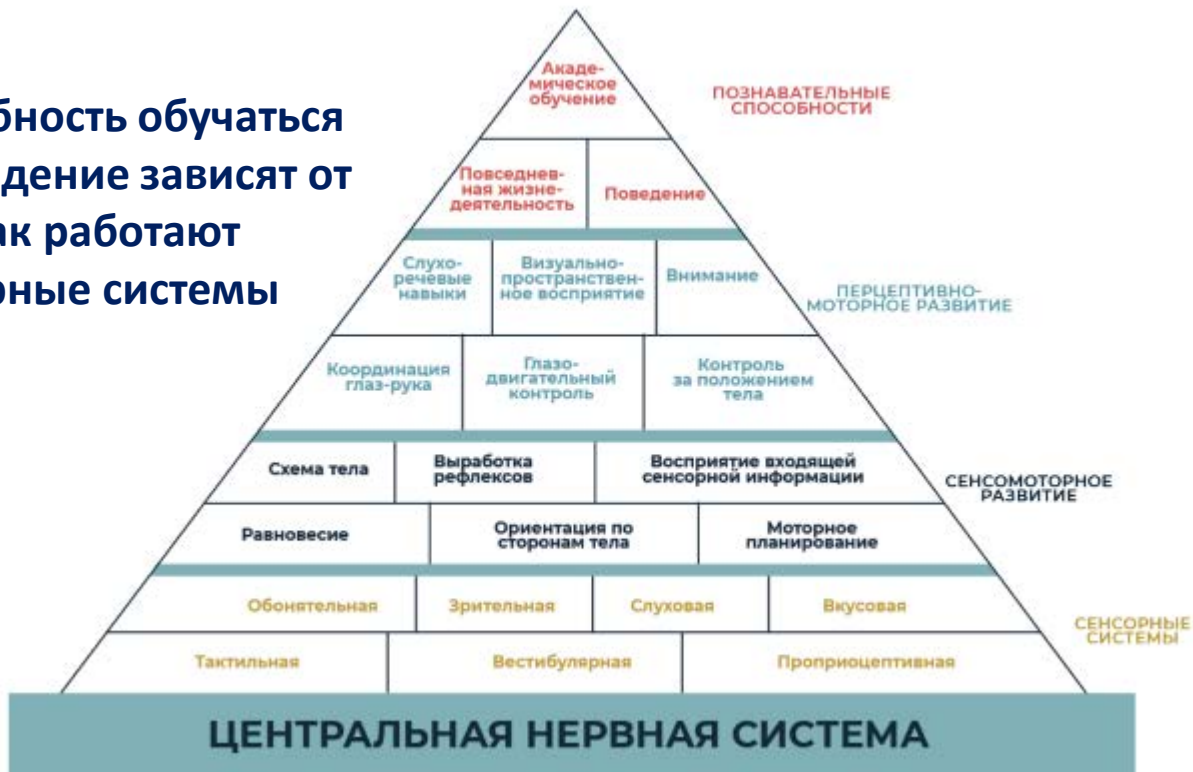 бность обучаться
дение зависят от
ак работают
рные системы
Акаде-
мическое
обучение
ПОЗНАВАТЕЛЬНЫЕ
СПОСОБНОСТИ
Повседнев-
ная жизне-
деятельность
Поведение
Слухо-
речевые
навыки
Визуально-
пространствен-
ное восприятие
Внимание
ПЕРЦЕПТИВНО-
МОТОРНОЕ РАЗВИТИЕ
Координация
глаз-рука
Глазо-
двигательный
контроль
Контроль
за положением
тела
Схема тела
Выработка
рефлексов
Восприятие входящей
сенсорной информации
СЕНСОМОТОРНОЕ
РАЗВИТИЕ
Равновесие
Ориентация по
сторонам тела
Моторное
планирование
Обонятельная
Зрительная
Слуховая
Вкусовая
СЕНСОРНЫЕ
СИСТЕМЫ
Тактильная
Вестибулярная
Проприоцептивная
ЦЕНТРАЛЬНАЯ НЕРВНАЯ СИСТЕМА